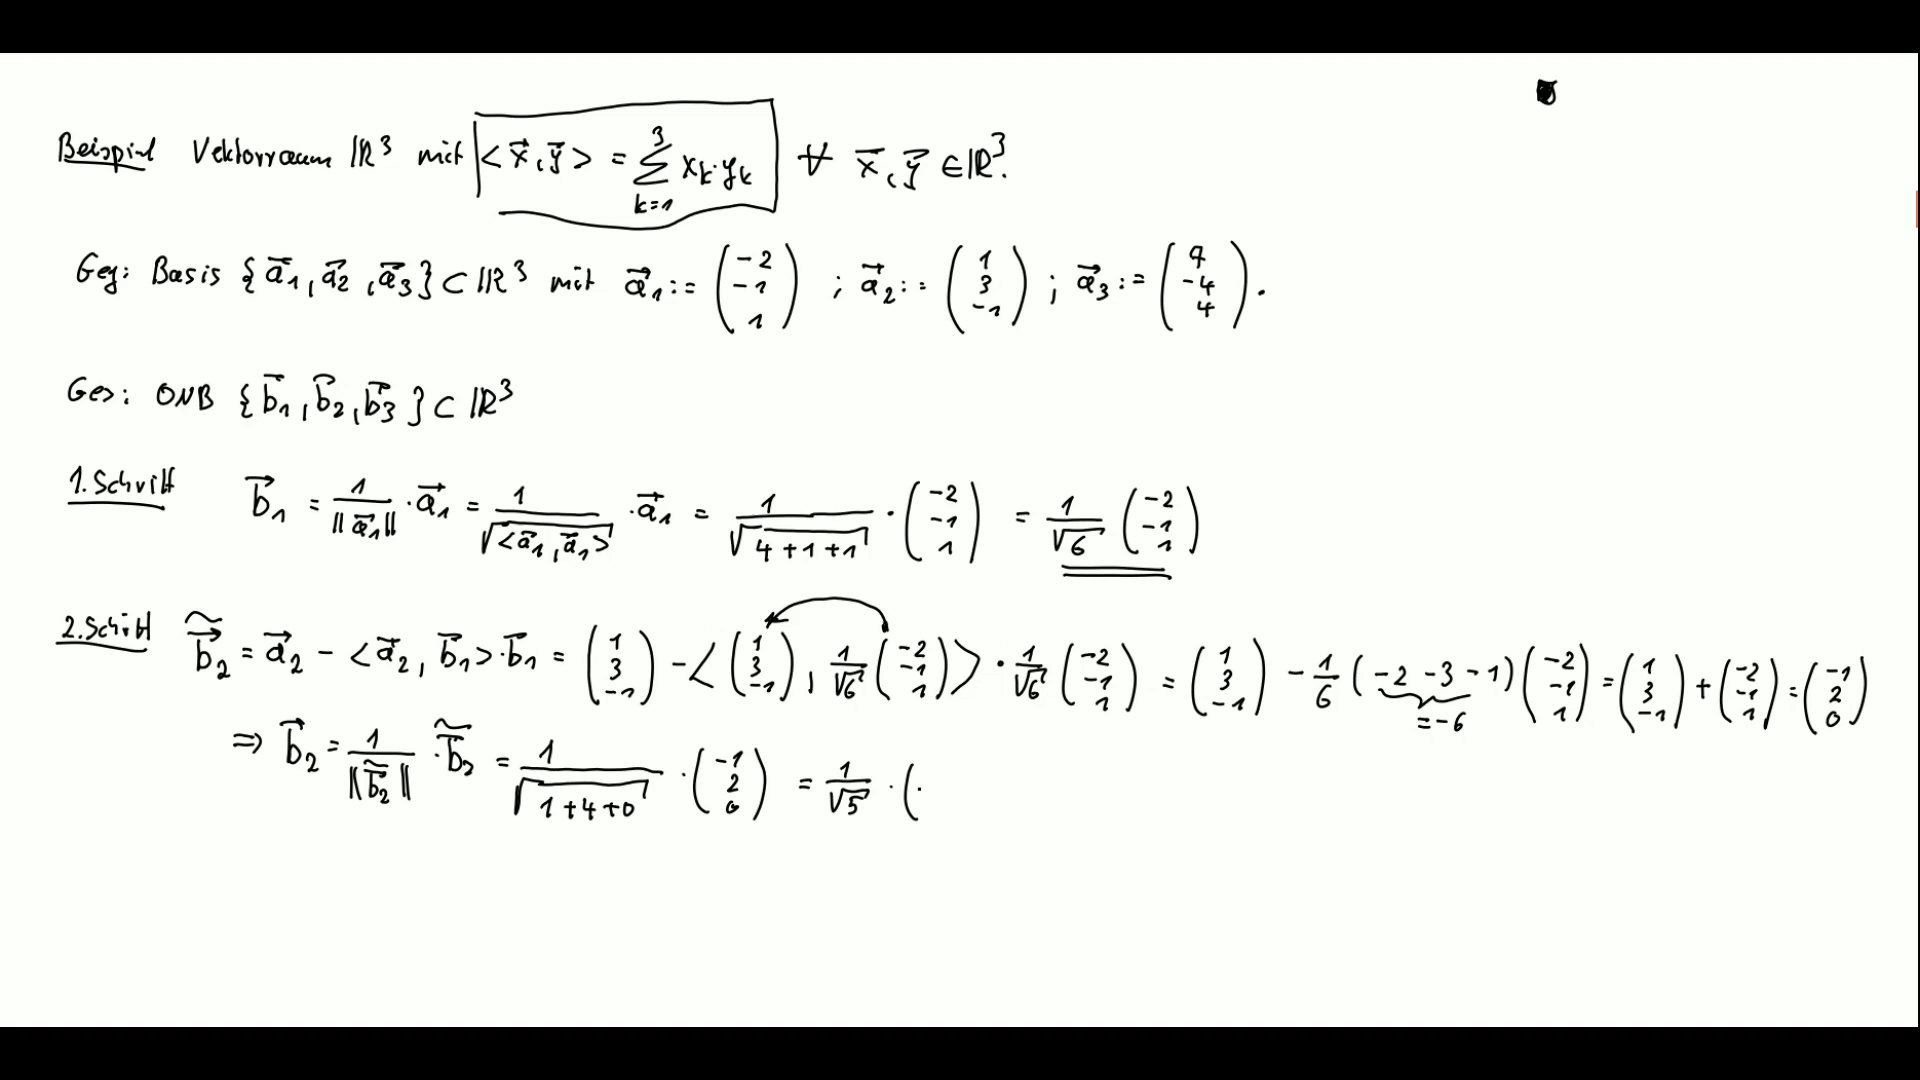 Beispiel Vektorraum ℝ³ mit <x⃗, y⃗> = ∑_{k=1}^{3} x_k · y_k ∀ x⃗, y⃗ ∈ ℝ³.
Geg: Basis {a⃗₁, a⃗₂, a⃗₃} ⊂ ℝ³ mit a⃗₁ := (-2, -1, 1) ; a⃗₂ := (1, 3, -1) ; a⃗₃ := (9, -4, 4).
Ges: ONB {b⃗₁, b⃗₂, b⃗₃} ⊂ ℝ³
1. Schritt b⃗₁ = 1/||a⃗₁|| · a⃗₁ = 1/√<a⃗₁, a⃗₁> · a⃗₁ = 1/√(4+1+1) · (-2, -1, 1) = 1/√6 (-2, -1, 1)
2. Schritt b̃⃗₂ = a⃗₂ - <a⃗₂, b⃗₁> · b⃗₁ = (1, 3, -1) - <(1, 3, -1), 1/√6 (-2, -1, 1)> · 1/√6 (-2, -1, 1) = (1, 3, -1) - 1/6 (-2 -3 -1) (-2, -1, 1) = (1, 3, -1) + (-2, -1, 1) = (-1, 2, 0)
= -6
⇒ b⃗₂ = 1/||b̃⃗₂|| · b̃⃗₂ = 1/√(1+4+0) · (-1, 2, 0) = 1/√5 · (